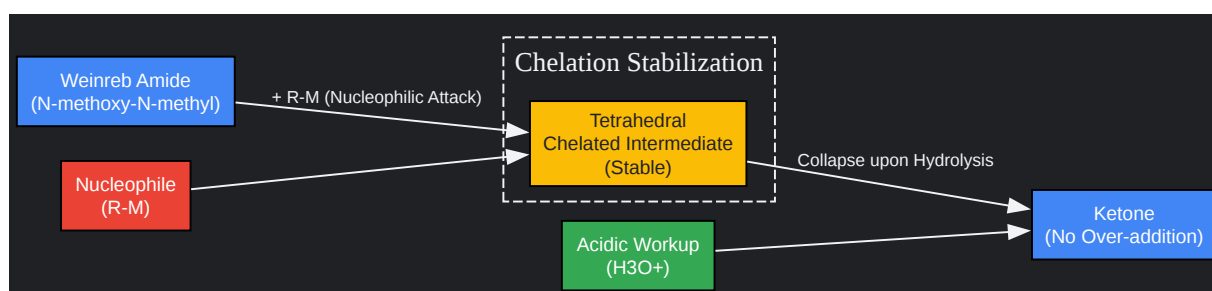 Weinreb Amide
(N-methoxy-N-methyl)
+ R-M (Nucleophilic Attack)
Nucleophile
(R-M)
Chelation Stabilization
Tetrahedral
Chelated Intermediate
(Stable)
Collapse upon Hydrolysis
Acidic Workup
(H3O+)
Ketone
(No Over-addition)